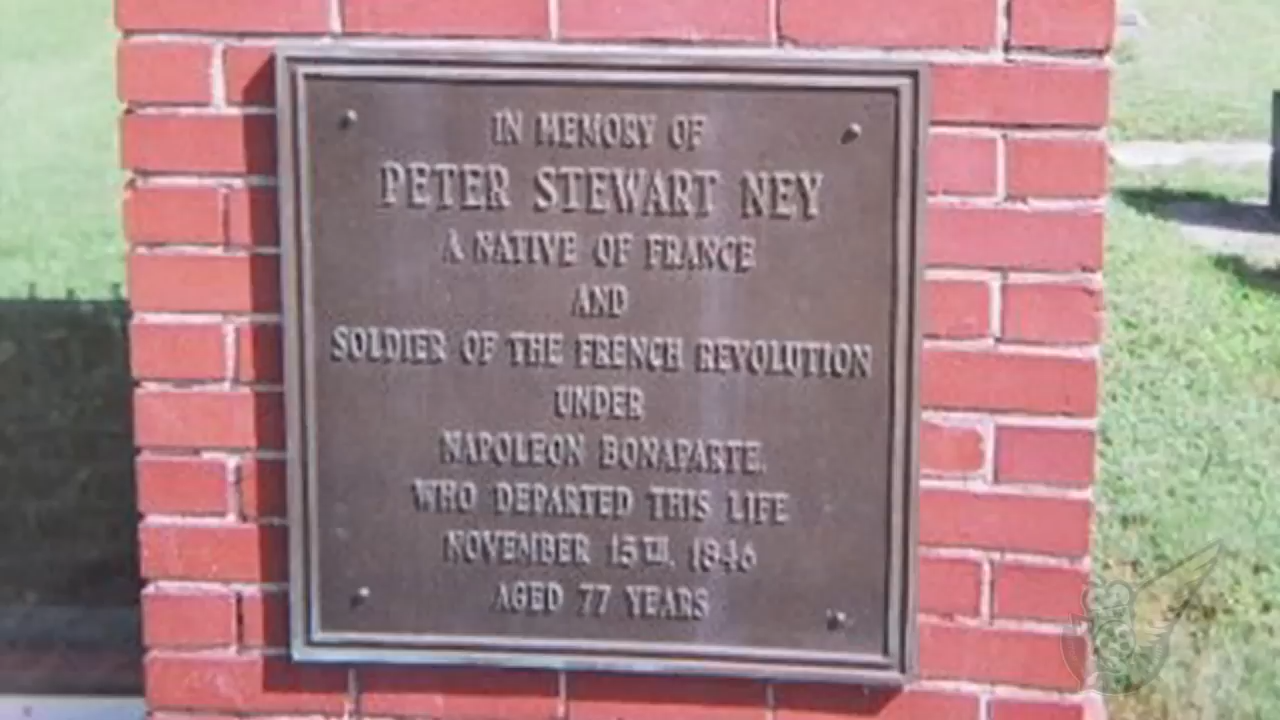 IN MEMORY OF
PETER STEWART NEY
A NATIVE OF FRANCE
AND
SOLDIER OF THE FRENCH REVOLUTION
UNDER
NAPOLEON BONAPARTE,
WHO DEPARTED THIS LIFE
NOVEMBER 15TH, 1846
AGED 77 YEARS